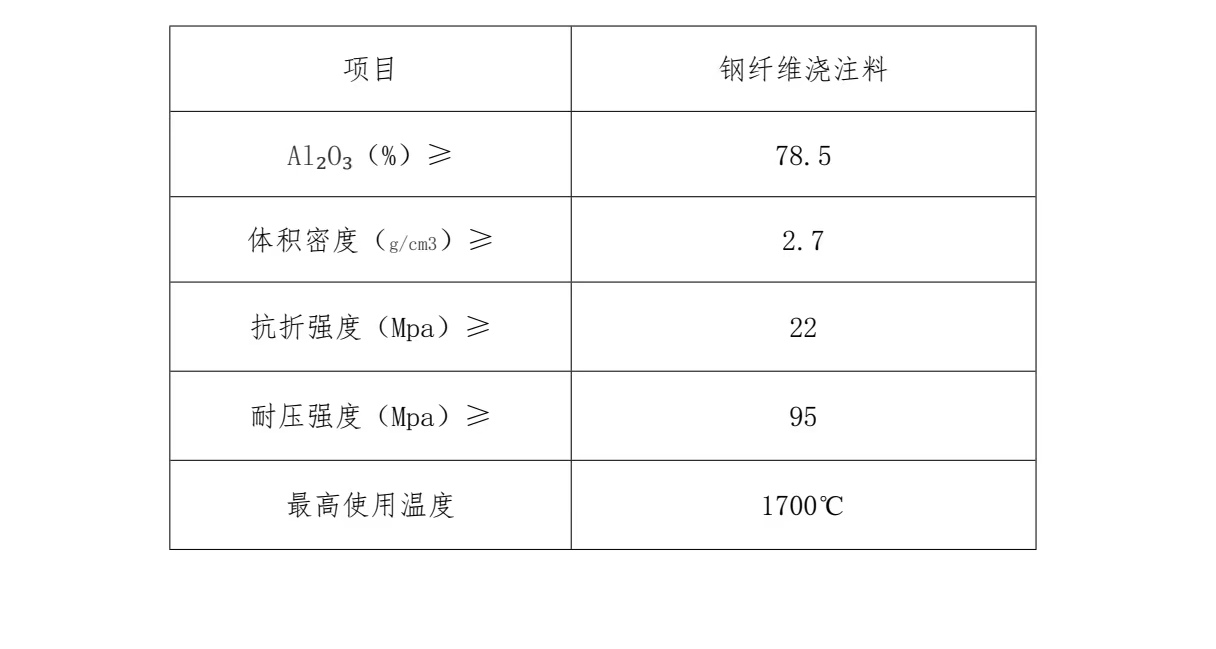 项目 钢纤维浇注料
Al₂O₃（%）≥ 78.5
体积密度（g/cm3）≥ 2.7
抗折强度（Mpa）≥ 22
耐压强度（Mpa）≥ 95
最高使用温度 1700℃